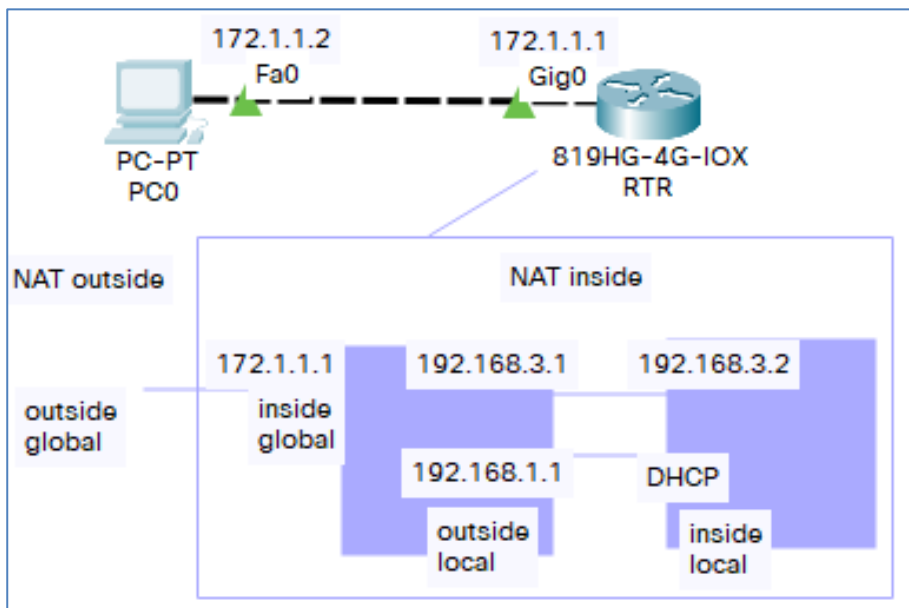 172.1.1.2
172.1.1.1
Fa0
Gig0
PC-PT
PC0
819HG-4G-IOX
RTR
NAT outside
NAT inside
172.1.1.1
192.168.3.1
192.168.3.2
outside
global
inside
global
192.168.1.1
DHCP
outside
local
inside
local